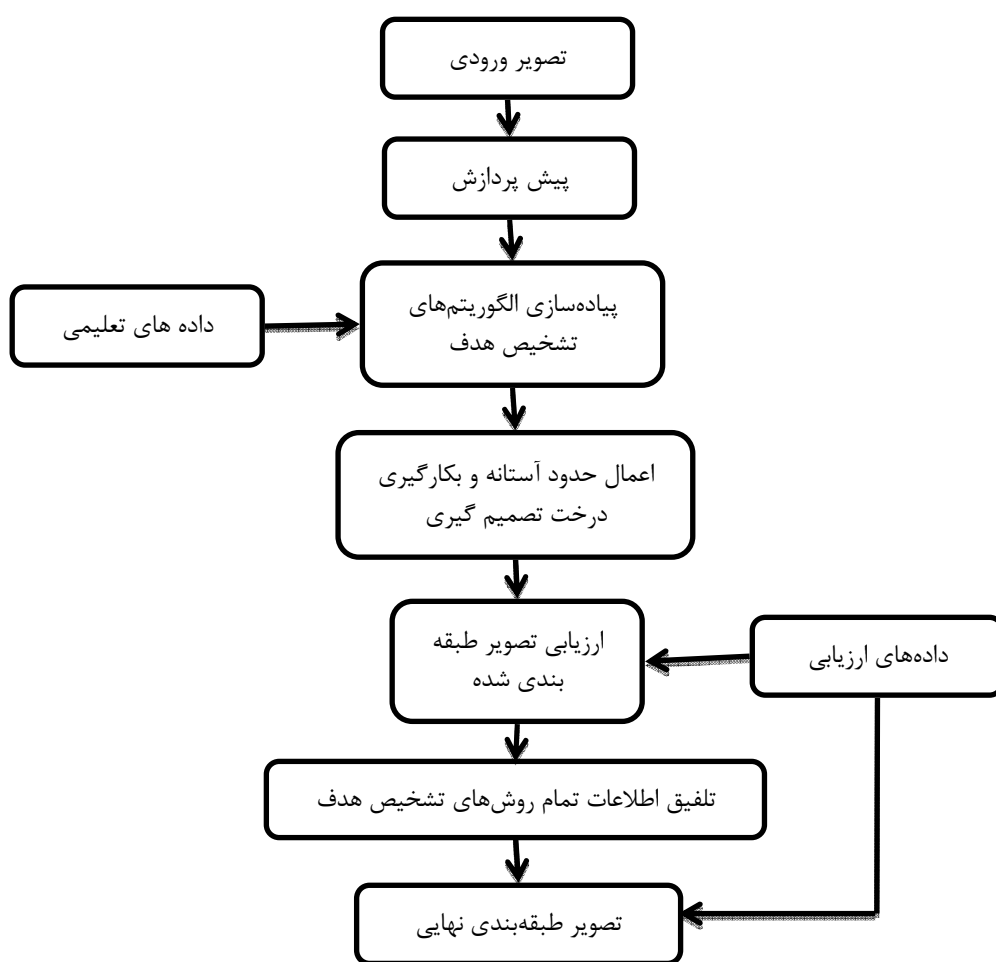 تصویر ورودی
پیش پردازش
پیاده‌سازی الگوریتم‌های
تشخیص هدف
داده های تعلیمی
اعمال حدود آستانه و بکارگیری
درخت تصمیم گیری
ارزیابی تصویر طبقه
بندی شده
داده‌های ارزیابی
تلفیق اطلاعات تمام روش‌های تشخیص هدف
تصویر طبقه‌بندی نهایی